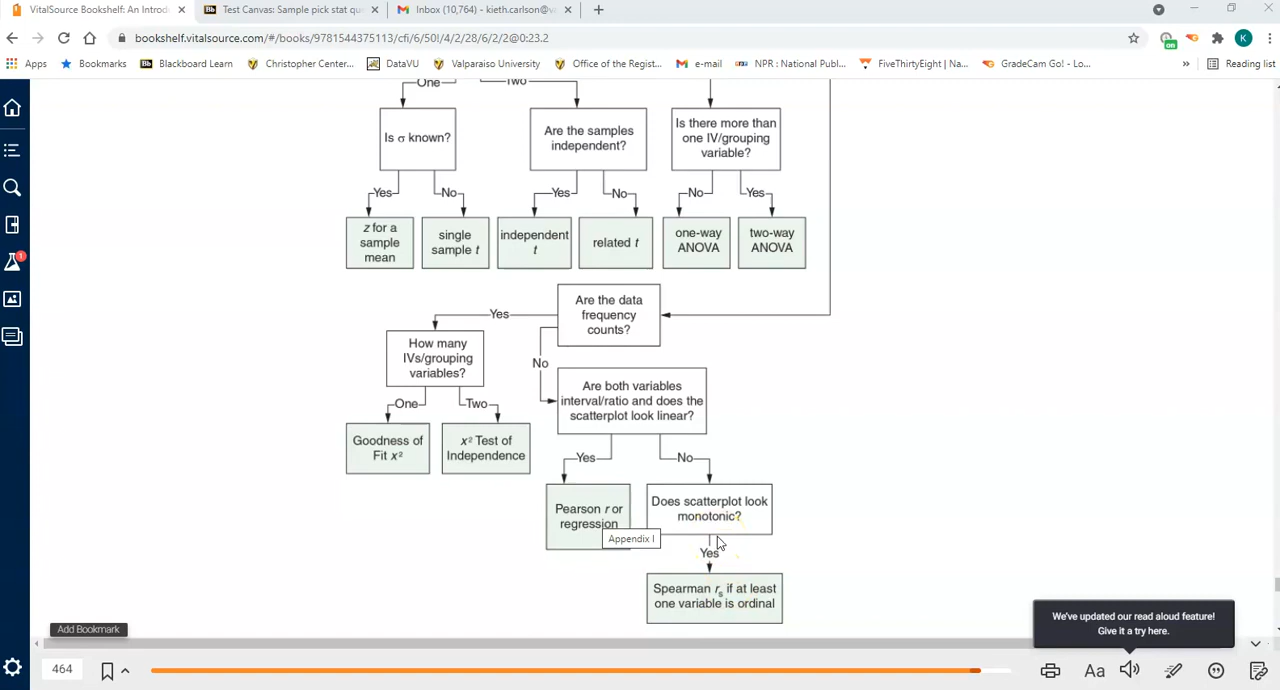 VitalSource Bookshelf: An Introd
Test Canvas: Sample pick stat qu
Inbox (10,764) - kieth.carlson@v
bookshelf.vitalsource.com/#/books/9781544375113/cfi/6/50!/4/2/28/6/2/2@0:23.2
on
K
Apps
Bookmarks
Bb
Blackboard Learn
Christopher Center...
DataVU
Valparaiso University
Office of the Regist...
e-mail
NPR : National Publ...
FiveThirtyEight | Na...
GradeCam Go! - Lo...
»
Reading list
One
Two
Is σ known?
Are the samples
independent?
Is there more than
one IV/grouping
variable?
Yes
No
Yes
No
No
Yes
z for a
sample
mean
single
sample t
independent
t
related t
one-way
ANOVA
two-way
ANOVA
1
Are the data
frequency
counts?
Yes
No
How many
IVs/grouping
variables?
One
Two
Goodness of
Fit x²
x² Test of
Independence
Are both variables
interval/ratio and does the
scatterplot look linear?
Yes
No
Pearson r or
regression
Appendix I
Does scatterplot look
monotonic?
Yes
Spearman rs if at least
one variable is ordinal
Add Bookmark
We've updated our read aloud feature!
Give it a try here.
464
Aa